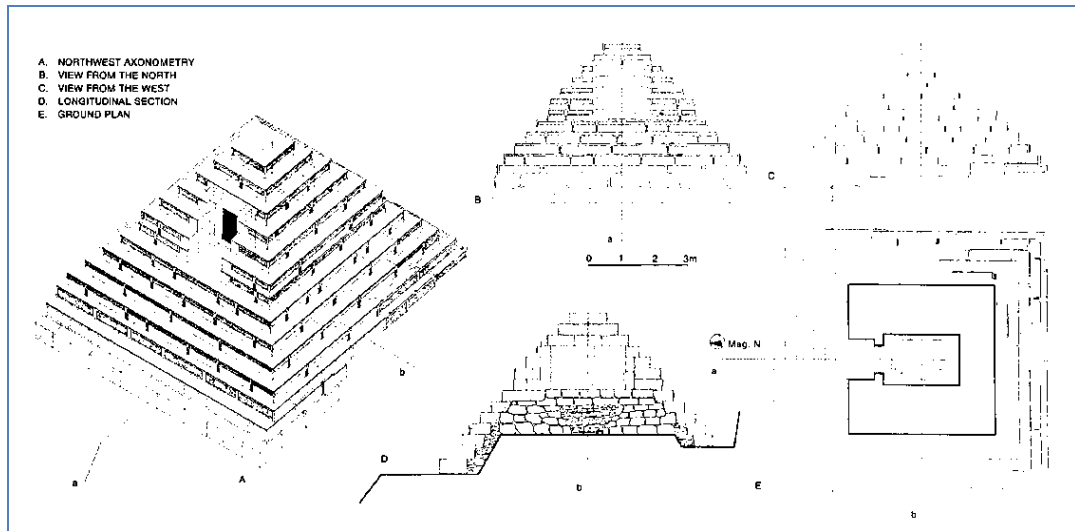 A. NORTHWEST AXONOMETRY
B. VIEW FROM THE NORTH
C. VIEW FROM THE WEST
D. LONGITUDINAL SECTION
E. GROUND PLAN
B
C
a
0 1 2 3m
Mag. N
a
b
D
b
E
a
A
b